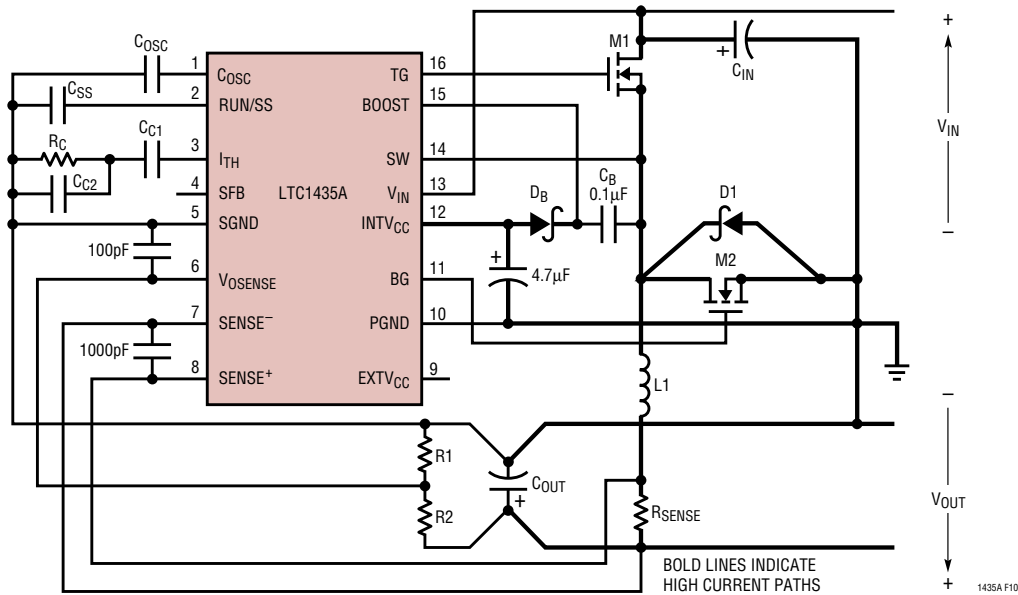 COSC
1
COSC
CSS
2
RUN/SS
RC
CC1
3
ITH
CC2
4
SFB
5
SGND
100pF
6
VOSENSE
7
SENSE–
1000pF
8
SENSE+
LTC1435A
TG
16
BOOST
15
SW
14
VIN
13
INTVCC
12
BG
11
PGND
10
EXTVCC
9
M1
+
CIN
DB
CB
0.1µF
D1
M2
+
4.7µF
L1
R1
R2
COUT
+
RSENSE
+
VIN
–
–
VOUT
+
BOLD LINES INDICATE
HIGH CURRENT PATHS
1435A F10